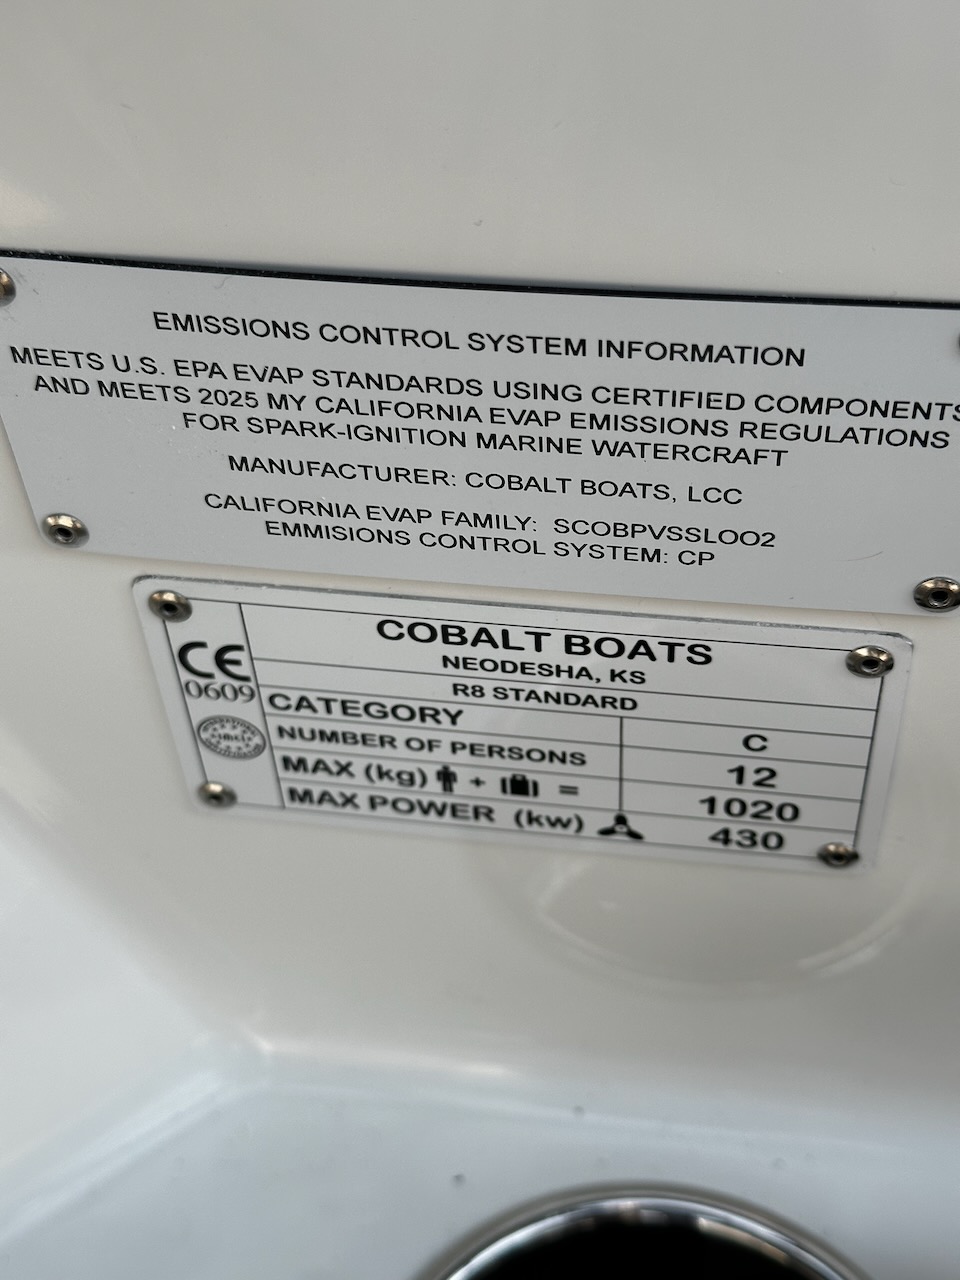 EMISSIONS CONTROL SYSTEM INFORMATION
MEETS U.S. EPA EVAP STANDARDS USING CERTIFIED COMPONENTS
AND MEETS 2025 MY CALIFORNIA EVAP EMISSIONS REGULATIONS
FOR SPARK-IGNITION MARINE WATERCRAFT
MANUFACTURER: COBALT BOATS, LCC
CALIFORNIA EVAP FAMILY: SCOBPVSSLOO2
EMMISIONS CONTROL SYSTEM: CP
CE
0609
COBALT BOATS
NEODESHA, KS
R8 STANDARD
CATEGORY C
NUMBER OF PERSONS 12
MAX (kg) + = 1020
MAX POWER (kw) 430